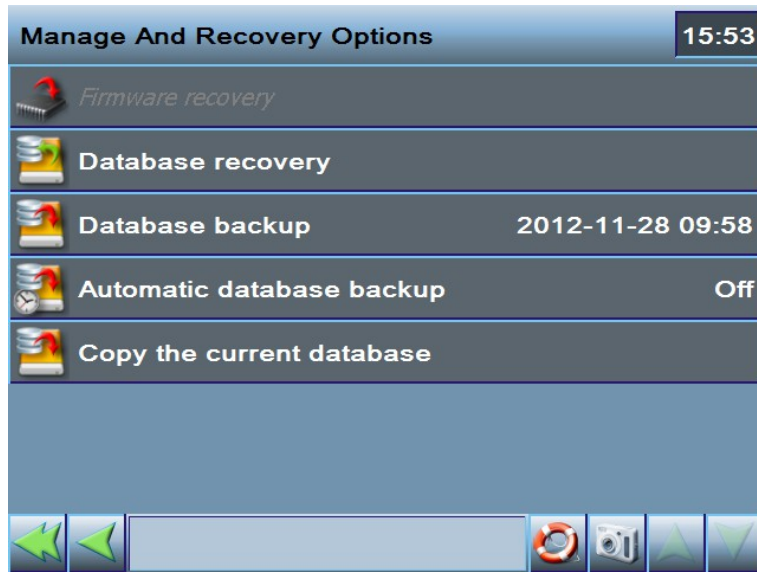 Manage And Recovery Options 15:53
Firmware recovery
Database recovery
Database backup 2012-11-28 09:58
Automatic database backup Off
Copy the current database